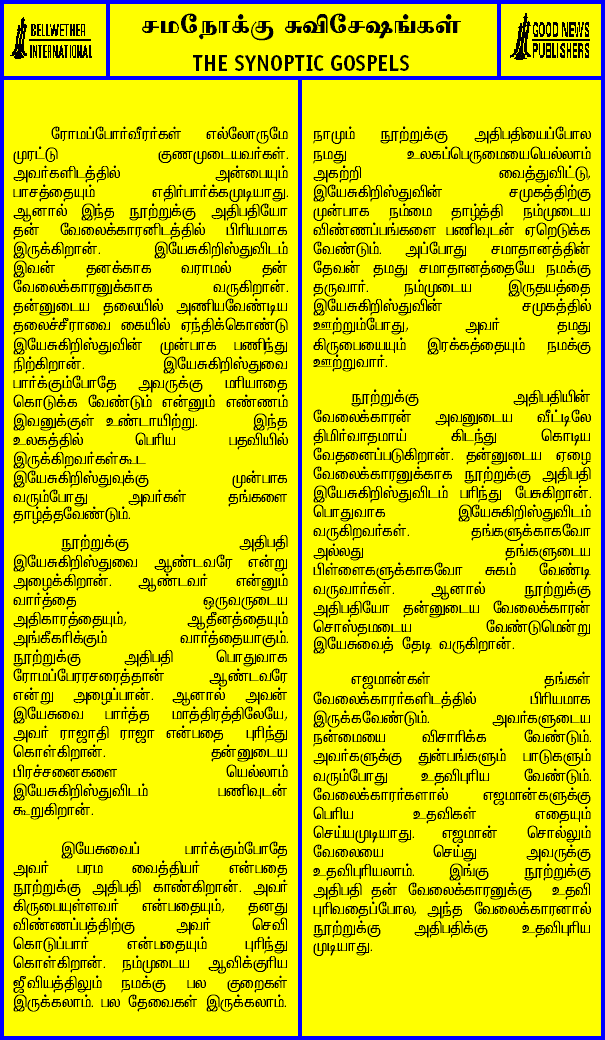 BELLWETHER
INTERNATIONAL
சமநோக்கு சுவிசேஷங்கள்
THE SYNOPTIC GOSPELS
GOOD NEWS
PUBLISHERS
ரோமப்போர்வீரர்கள் எல்லோருமே
முரட்டு குணமுடையவர்கள்.
அவர்களிடத்தில் அன்பையும்
பாசத்தையும் எதிர்பார்க்கமுடியாது.
ஆனால் இந்த நூற்றுக்கு அதிபதியோ
தன் வேலைக்காரனிடத்தில் பிரியமாக
இருக்கிறான். இயேசுகிறிஸ்துவிடம்
இவன் தனக்காக வராமல் தன்
வேலைக்காரனுக்காக வருகிறான்.
தன்னுடைய தலையில் அணியவேண்டிய
தலைச்சீராவை கையில் ஏந்திக்கொண்டு
இயேசுகிறிஸ்துவின் முன்பாக பணிந்து
நிற்கிறான். இயேசுகிறிஸ்துவை
பார்க்கும்போதே அவருக்கு மரியாதை
கொடுக்க வேண்டும் என்னும் எண்ணம்
இவனுக்குள் உண்டாயிற்று. இந்த
உலகத்தில் பெரிய பதவியில்
இருக்கிறவர்கள்கூட
இயேசுகிறிஸ்துவுக்கு முன்பாக
வரும்போது அவர்கள் தங்களை
தாழ்த்தவேண்டும்.
நூற்றுக்கு அதிபதி
இயேசுகிறிஸ்துவை ஆண்டவரே என்று
அழைக்கிறான். ஆண்டவர் என்னும்
வார்த்தை ஒருவருடைய
அதிகாரத்தையும், ஆதீனத்தையும்
அங்கீகரிக்கும் வார்த்தையாகும்.
நூற்றுக்கு அதிபதி பொதுவாக
ரோமப்பேரரசரைத்தான் ஆண்டவரே
என்று அழைப்பான். ஆனால் அவன்
இயேசுவை பார்த்த மாத்திரத்திலேயே,
அவர் ராஜாதி ராஜா என்பதை புரிந்து
கொள்கிறான். தன்னுடைய
பிரச்சனைகளை யெல்லாம்
இயேசுகிறிஸ்துவிடம் பணிவுடன்
கூறுகிறான்.
இயேசுவைப் பார்க்கும்போதே
அவர் பரம வைத்தியர் என்பதை
நூற்றுக்கு அதிபதி காண்கிறான். அவர்
கிருபையுள்ளவர் என்பதையும், தனது
விண்ணப்பத்திற்கு அவர் செவி
கொடுப்பார் என்பதையும் புரிந்து
கொள்கிறான். நம்முடைய ஆவிக்குரிய
ஜீவியத்திலும் நமக்கு பல குறைகள்
இருக்கலாம். பல தேவைகள் இருக்கலாம்.
நாமும் நூற்றுக்கு அதிபதியைப்போல
நமது உலகப்பெருமையையெல்லாம்
அகற்றி வைத்துவிட்டு,
இயேசுகிறிஸ்துவின் சமுகத்திற்கு
முன்பாக நம்மை தாழ்த்தி நம்முடைய
விண்ணப்பங்களை பணிவுடன் ஏறெடுக்க
வேண்டும். அப்போது சமாதானத்தின்
தேவன் தமது சமாதானத்தையே நமக்கு
தருவார். நம்முடைய இருதயத்தை
இயேசுகிறிஸ்துவின் சமுகத்தில்
ஊற்றும்போது, அவர் தமது
கிருபையையும் இரக்கத்தையும் நமக்கு
ஊற்றுவார்.
நூற்றுக்கு அதிபதியின்
வேலைக்காரன் அவனுடைய வீட்டிலே
திமிர்வாதமாய் கிடந்து கொடிய
வேதனைப்படுகிறான். தன்னுடைய ஏழை
வேலைக்காரனுக்காக நூற்றுக்கு அதிபதி
இயேசுகிறிஸ்துவிடம் பரிந்து பேசுகிறான்.
பொதுவாக இயேசுகிறிஸ்துவிடம்
வருகிறவர்கள். தங்களுக்காகவோ
அல்லது தங்களுடைய
பிள்ளைகளுக்காகவோ சுகம் வேண்டி
வருவார்கள். ஆனால் நூற்றுக்கு
அதிபதியோ தன்னுடைய வேலைக்காரன்
சொஸ்தமடைய வேண்டுமென்று
இயேசுவைத் தேடி வருகிறான்.
எஜமான்கள் தங்கள்
வேலைக்காரர்களிடத்தில் பிரியமாக
இருக்கவேண்டும். அவர்களுடைய
நன்மையை விசாரிக்க வேண்டும்.
அவர்களுக்கு துன்பங்களும் பாடுகளும்
வரும்போது உதவிபுரிய வேண்டும்.
வேலைக்காரர்களால் எஜமான்களுக்கு
பெரிய உதவிகள் எதையும்
செய்யமுடியாது. எஜமான் சொல்லும்
வேலையை செய்து அவருக்கு
உதவிபுரியலாம். இங்கு நூற்றுக்கு
அதிபதி தன் வேலைக்காரனுக்கு உதவி
புரிவதைப்போல, அந்த வேலைக்காரனால்
நூற்றுக்கு அதிபதிக்கு உதவிபுரிய
முடியாது.